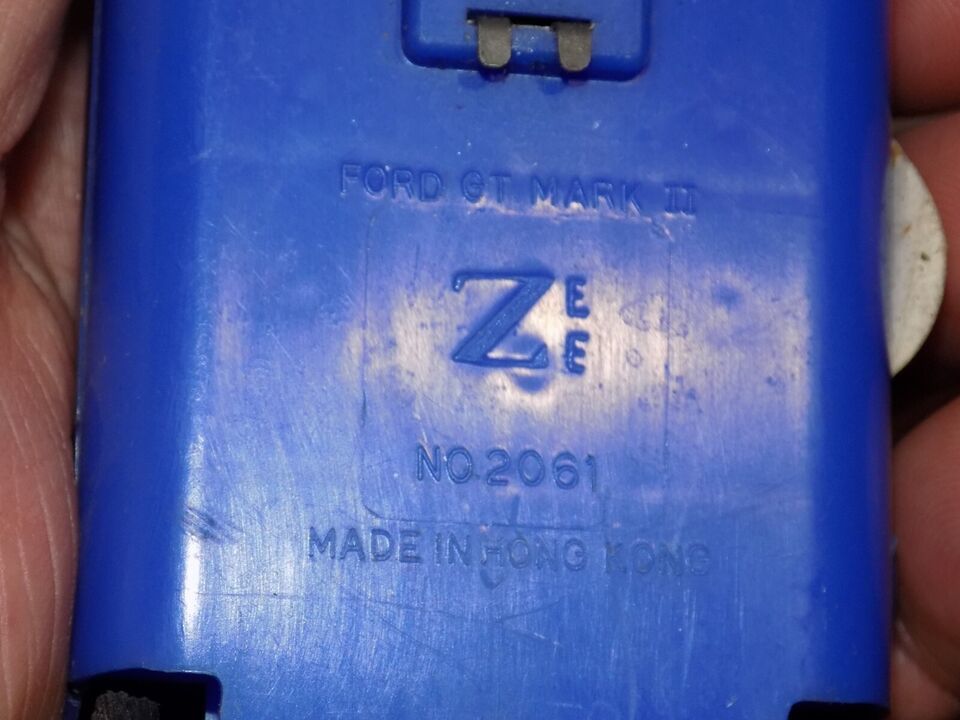 FORD GT MARK II
ZEE
NO.2061
MADE IN HONG KONG